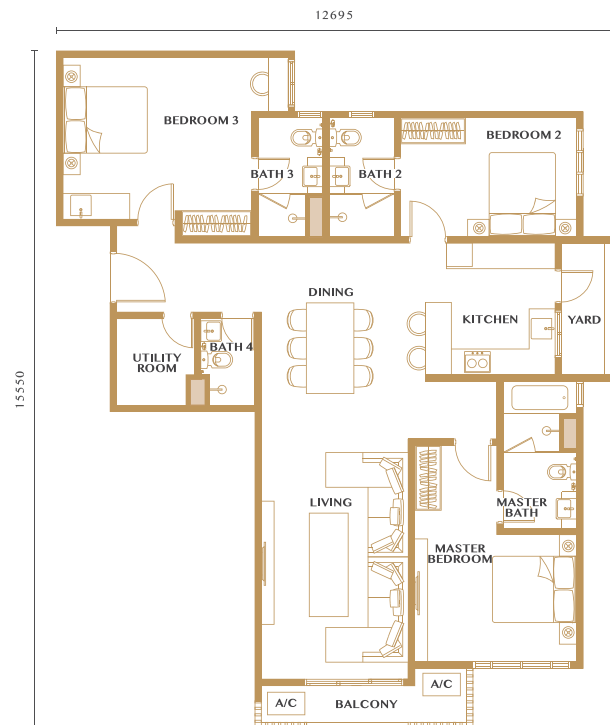 12695
BEDROOM 3
BEDROOM 2
BATH 3
BATH 2
DINING
KITCHEN
YARD
BATH 4
UTILITY
ROOM
15550
LIVING
MASTER
BATH
MASTER
BEDROOM
A/C
A/C
BALCONY